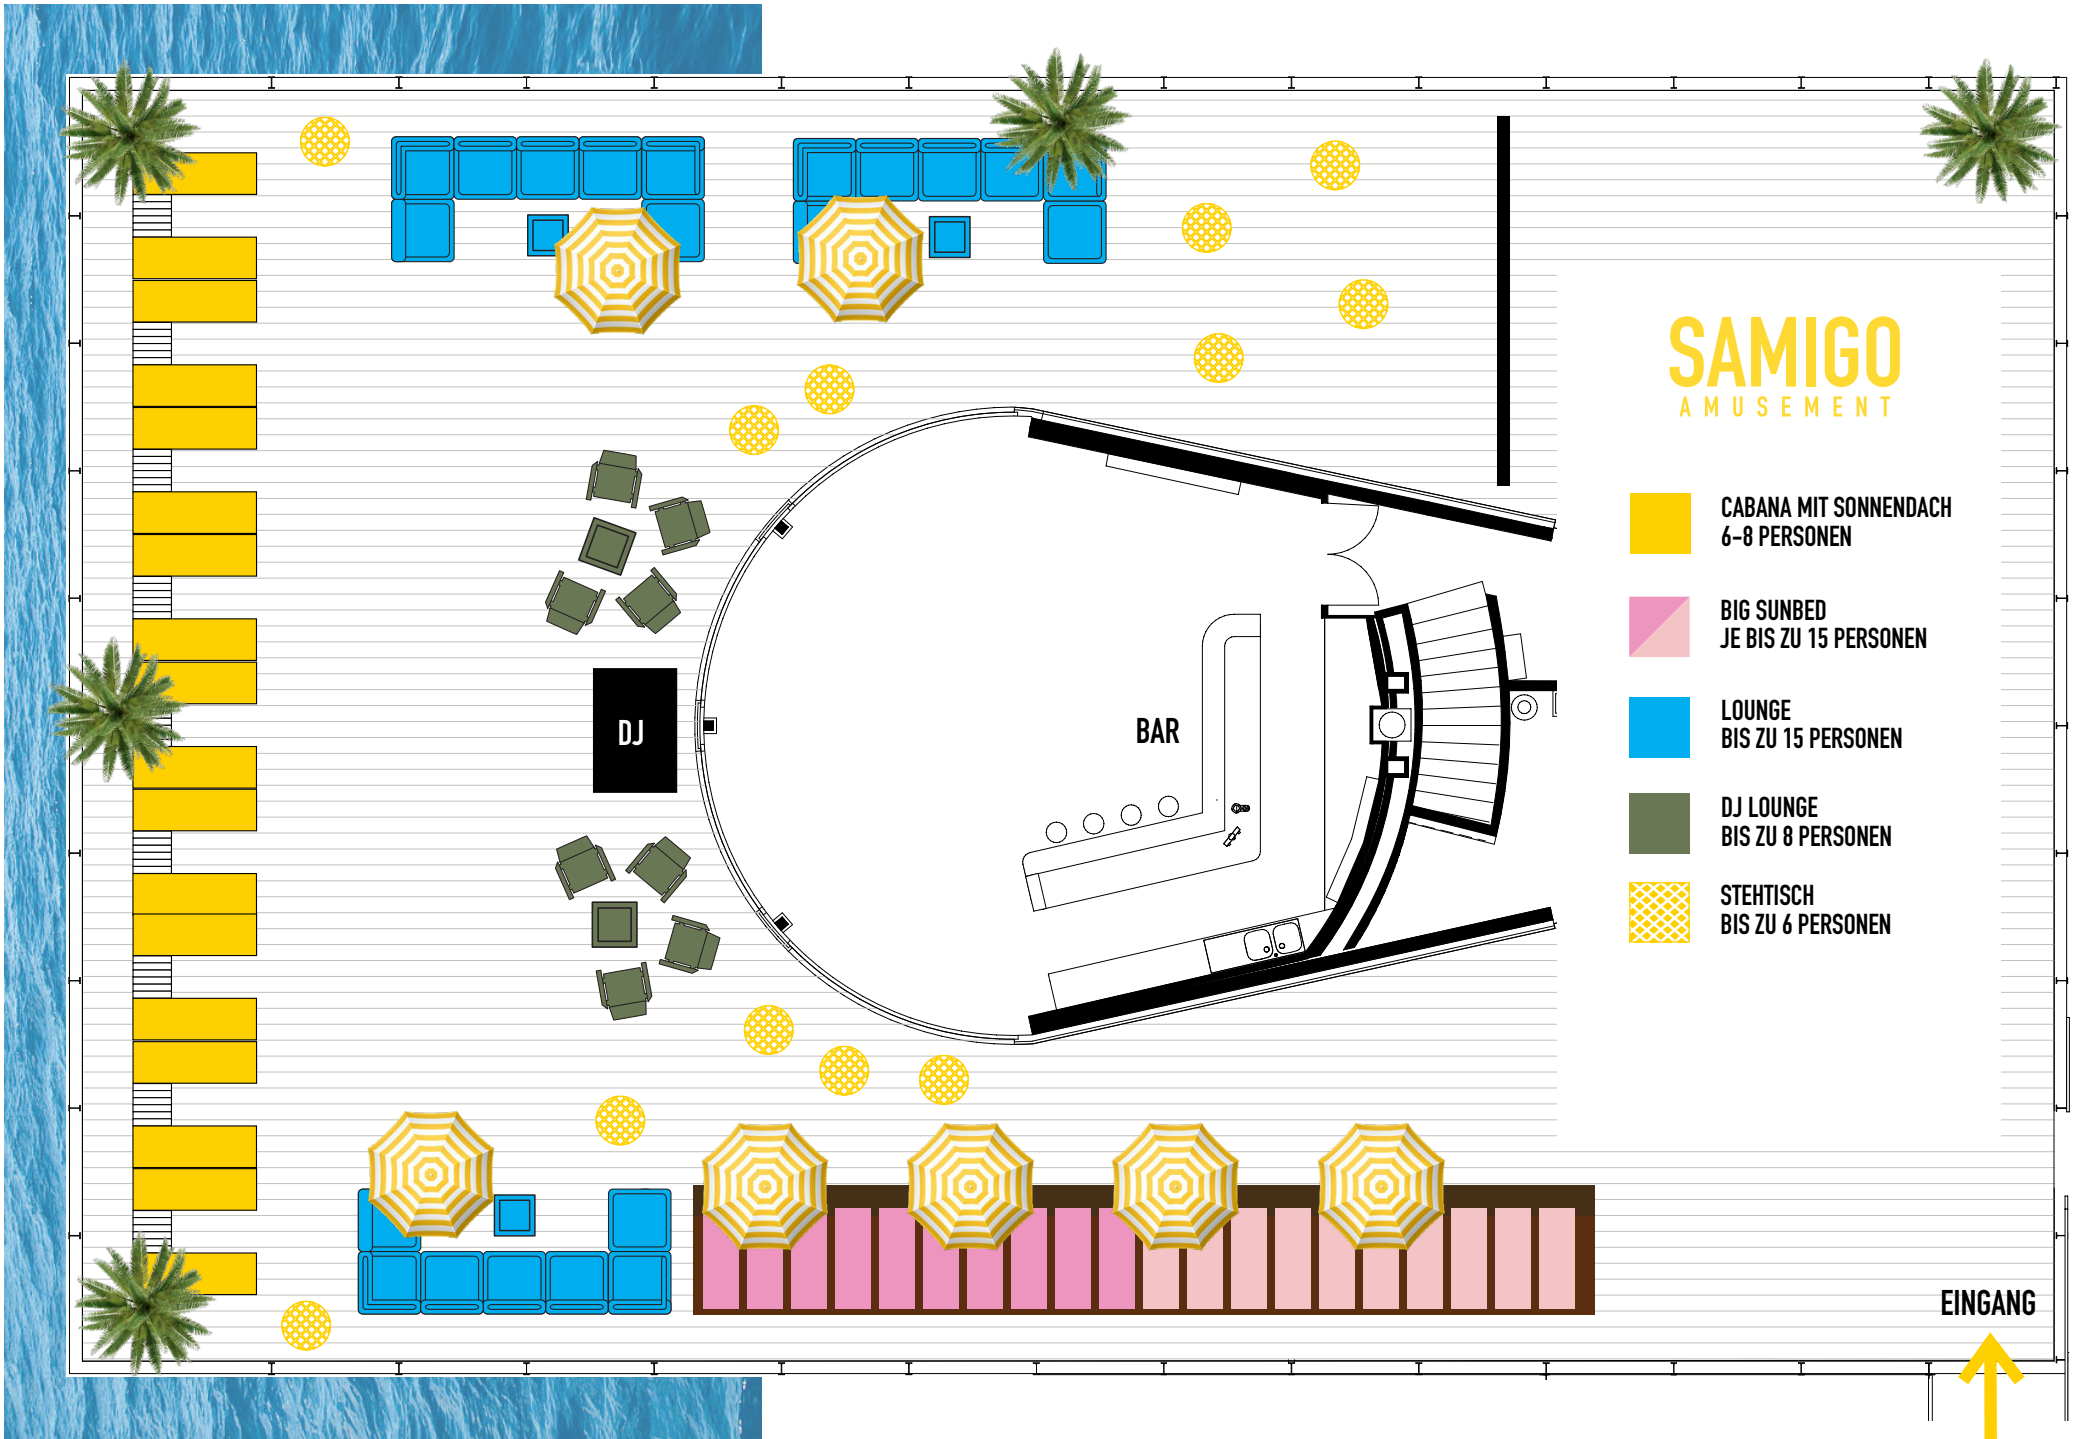 SAMIGO
AMUSEMENT
CABANA MIT SONNENDACH
6-8 PERSONEN
BIG SUNBED
JE BIS ZU 15 PERSONEN
LOUNGE
BIS ZU 15 PERSONEN
DJ LOUNGE
BIS ZU 8 PERSONEN
STEHTISCH
BIS ZU 6 PERSONEN
DJ
BAR
EINGANG